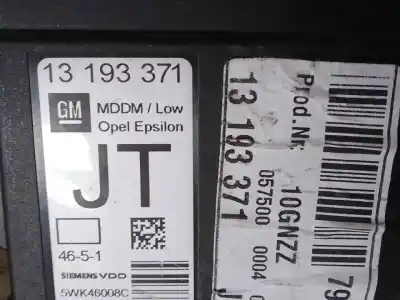 13 193 371
GM
MDDM / Low
Opel Epsilon
JT
46-5-1
SIEMENS VDO
5WK46008C
Prod.Nr: 10GNZZ
057500 0004
13 193 371